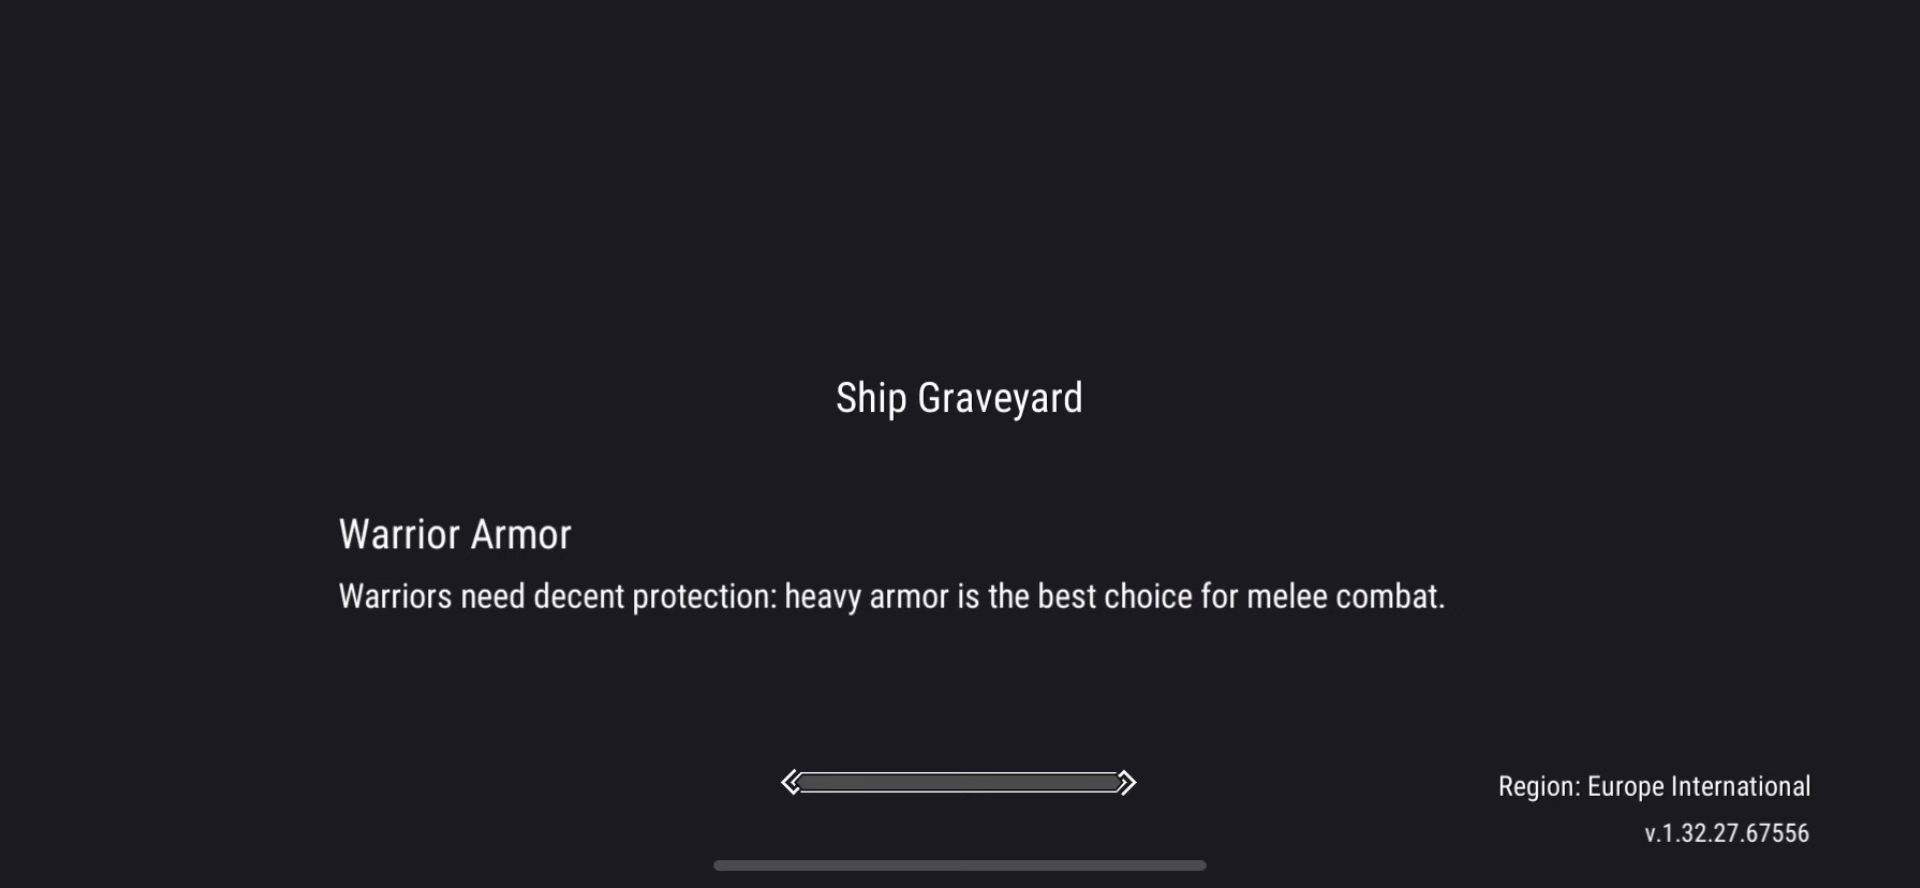 Ship Graveyard
Warrior Armor
Warriors need decent protection: heavy armor is the best choice for melee combat.
Region: Europe International
v.1.32.27.67556